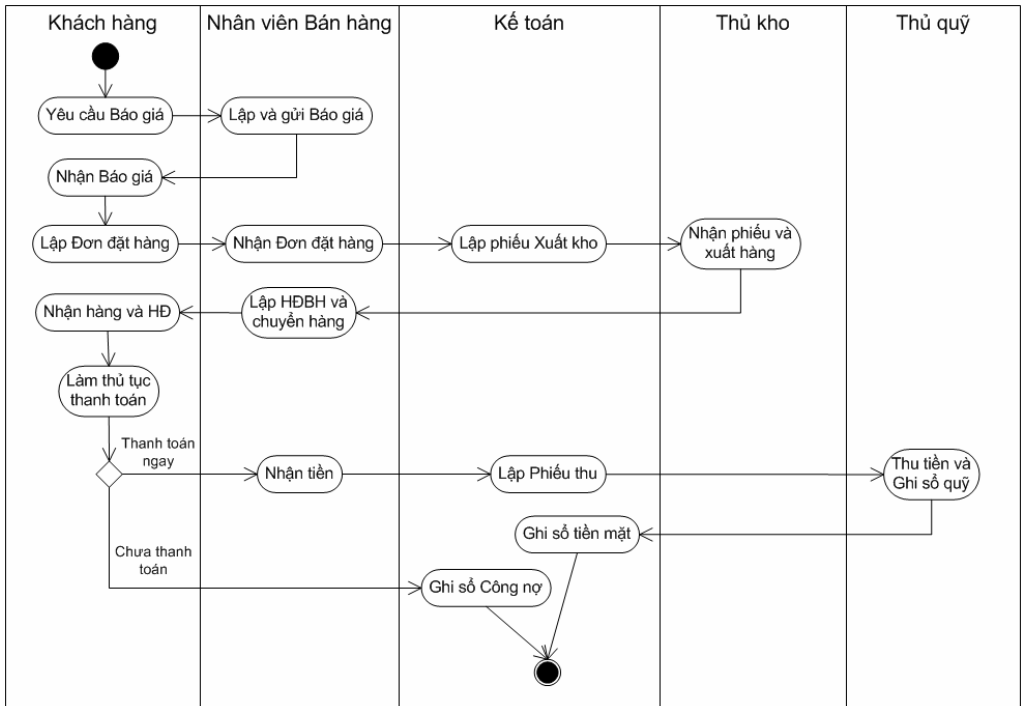 Khách hàng
Nhân viên Bán hàng
Kế toán
Thủ kho
Thủ quỹ
Yêu cầu Báo giá
Lập và gửi Báo giá
Nhận Báo giá
Lập Đơn đặt hàng
Nhận Đơn đặt hàng
Lập phiếu Xuất kho
Nhận phiếu và
xuất hàng
Nhận hàng và HĐ
Lập HĐBH và
chuyển hàng
Làm thủ tục
thanh toán
Thanh toán
ngay
Nhận tiền
Lập Phiếu thu
Thu tiền và
Ghi sổ quỹ
Ghi sổ tiền mặt
Chưa thanh
toán
Ghi sổ Công nợ